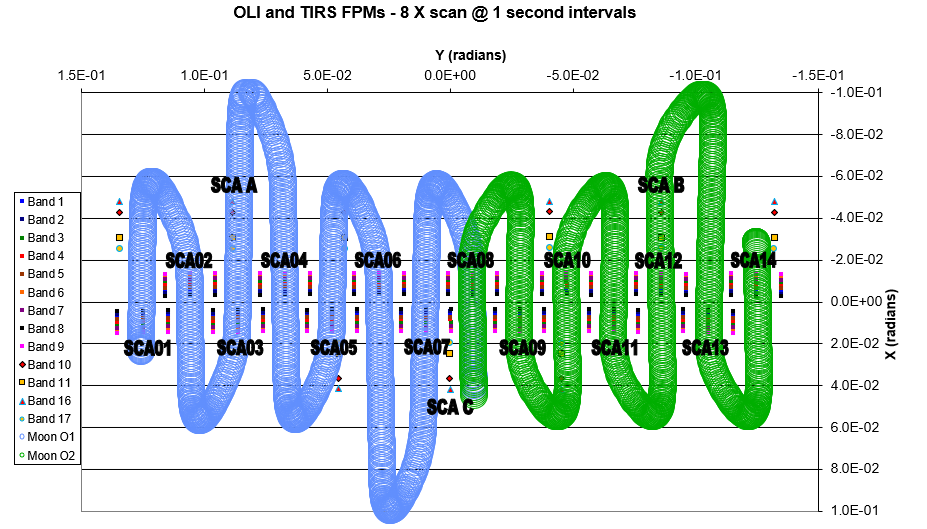 OLI and TIRS FPMs - 8 X scan @ 1 second intervals
Y (radians)
1.5E-01 1.0E-01 5.0E-02 0.0E+00 -5.0E-02 -1.0E-01 -1.5E-01
-1.0E-01
-8.0E-02
-6.0E-02
-4.0E-02
-2.0E-02
0.0E+00
2.0E-02
4.0E-02
6.0E-02
8.0E-02
1.0E-01
X (radians)
SCA A SCA B
SCA02 SCA04 SCA06 SCA08 SCA10 SCA12 SCA14
SCA01 SCA03 SCA05 SCA07 SCA09 SCA11 SCA13
SCA C
Band 1
Band 2
Band 3
Band 4
Band 5
Band 6
Band 7
Band 8
Band 9
Band 10
Band 11
Band 16
Band 17
Moon O1
Moon O2